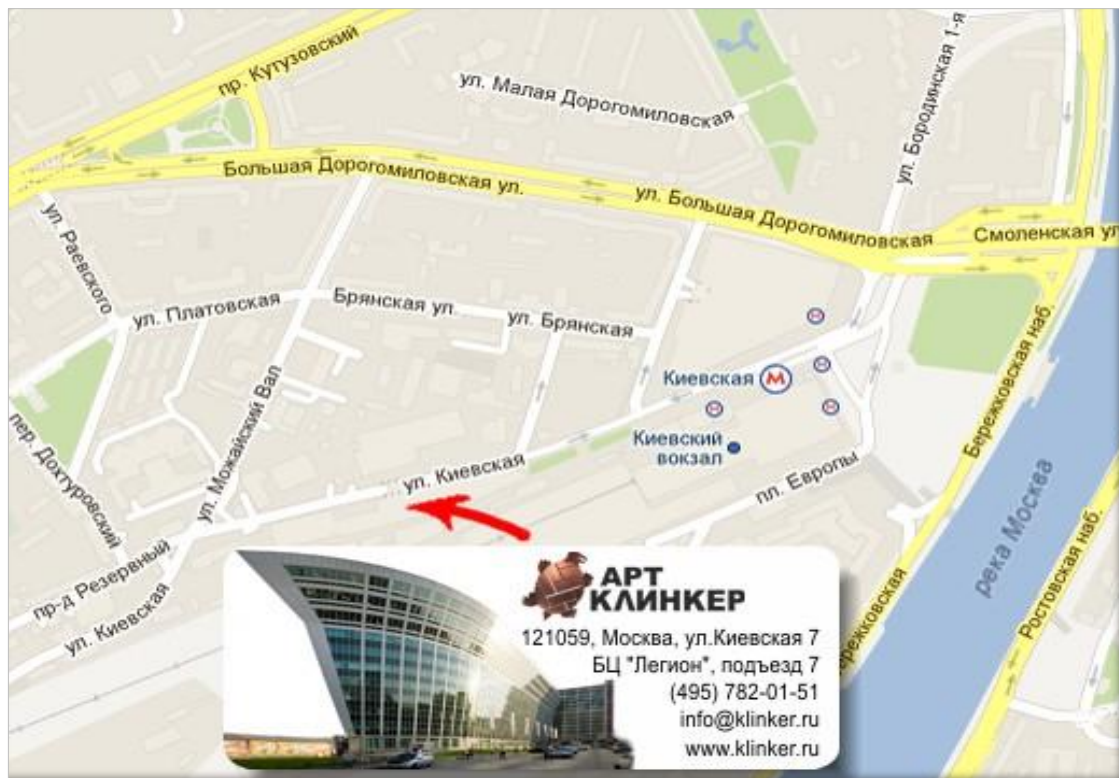 пр. Кутузовский
ул. Малая Дорогомиловская
ул. Бородинская 1-я
Большая Дорогомиловская ул.
ул. Большая Дорогомиловская
Смоленская ул
ул. Раевского
ул. Платовская
Брянская ул.
ул. Брянская
Киевская
М
Киевский
вокзал
пл. Европы
Бережковская наб.
ул. Можайский Вал
пер. Дохтуровский
ул. Киевская
пр-д Резервный
ул. Киевская
река Москва
Ростовская наб.
ережковская
АРТ
КЛИНКЕР
121059, Москва, ул.Киевская 7
БЦ "Легион", подъезд 7
(495) 782-01-51
info@klinker.ru
www.klinker.ru